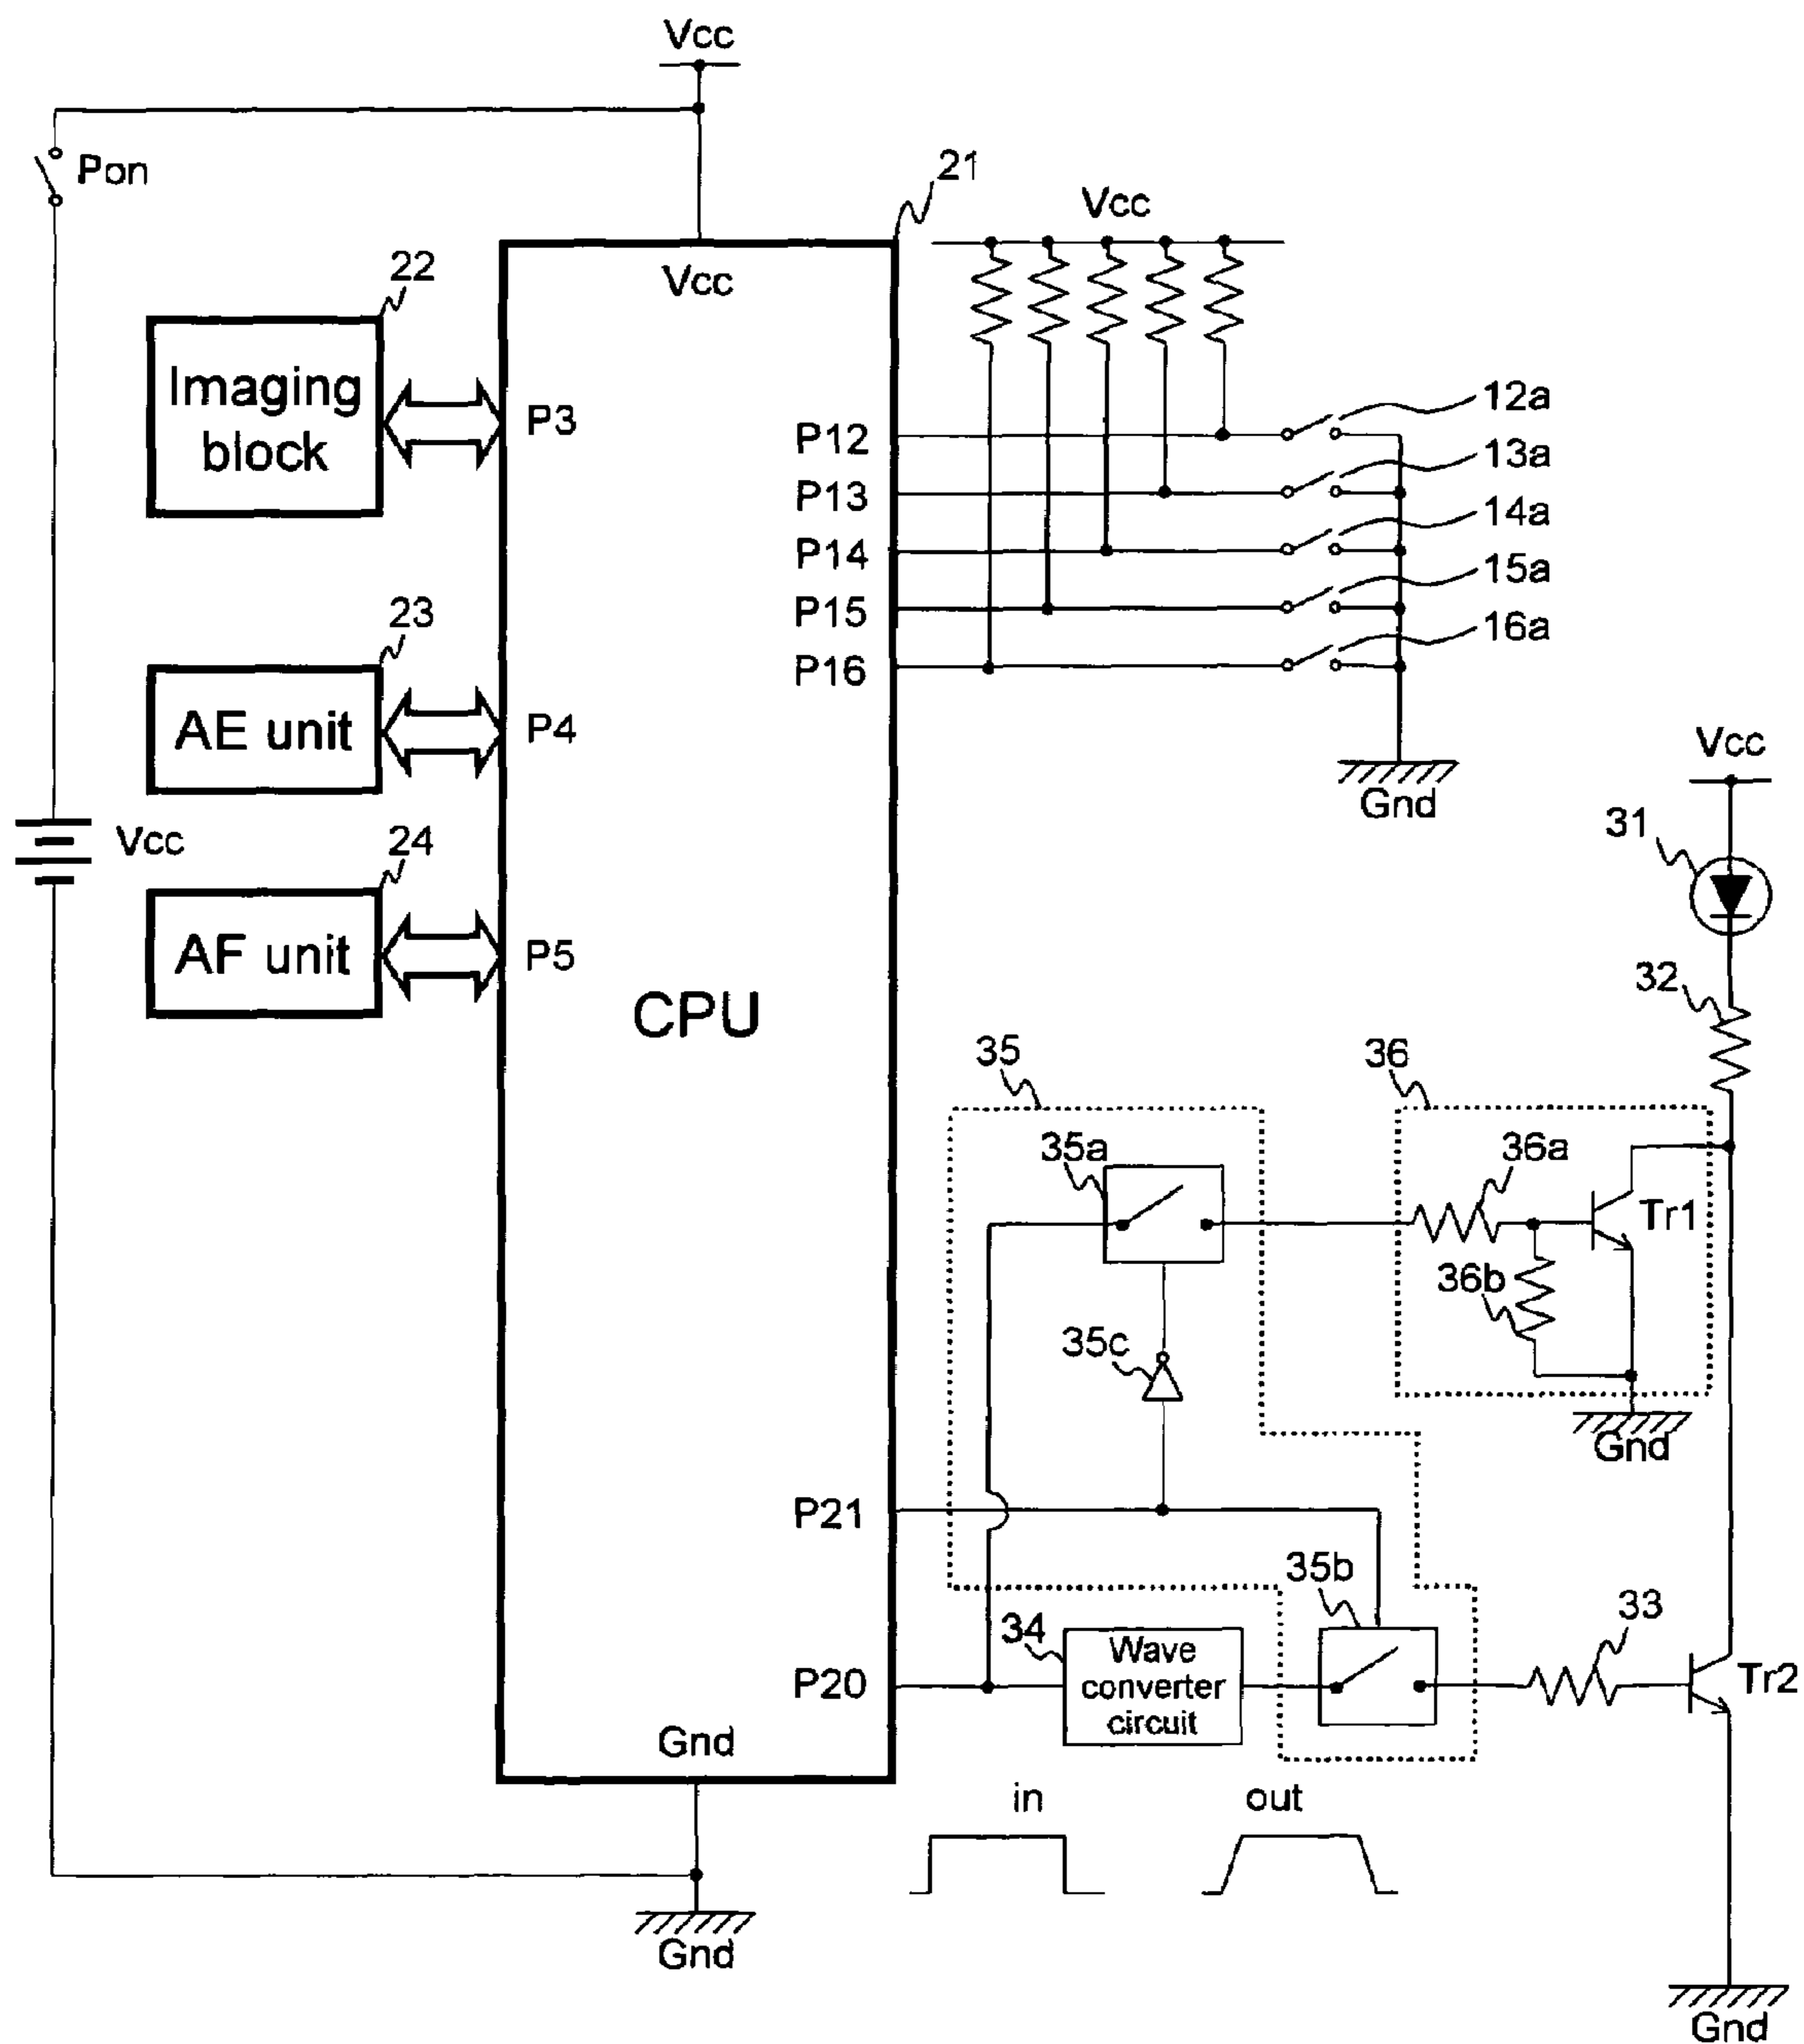 Vcc
Pon
21
Vcc
22
Vcc
Imaging
block
P3
P12
12a
P13
13a
P14
14a
P15
15a
P16
16a
23
AE unit
P4
Gnd
Vcc
Vcc
24
31
AF unit
P5
CPU
32
35
36
35a
36a
Tr1
36b
35c
Gnd
P21
35b
33
34
Wave
converter
circuit
P20
Tr2
Gnd
in
out
Gnd
Gnd